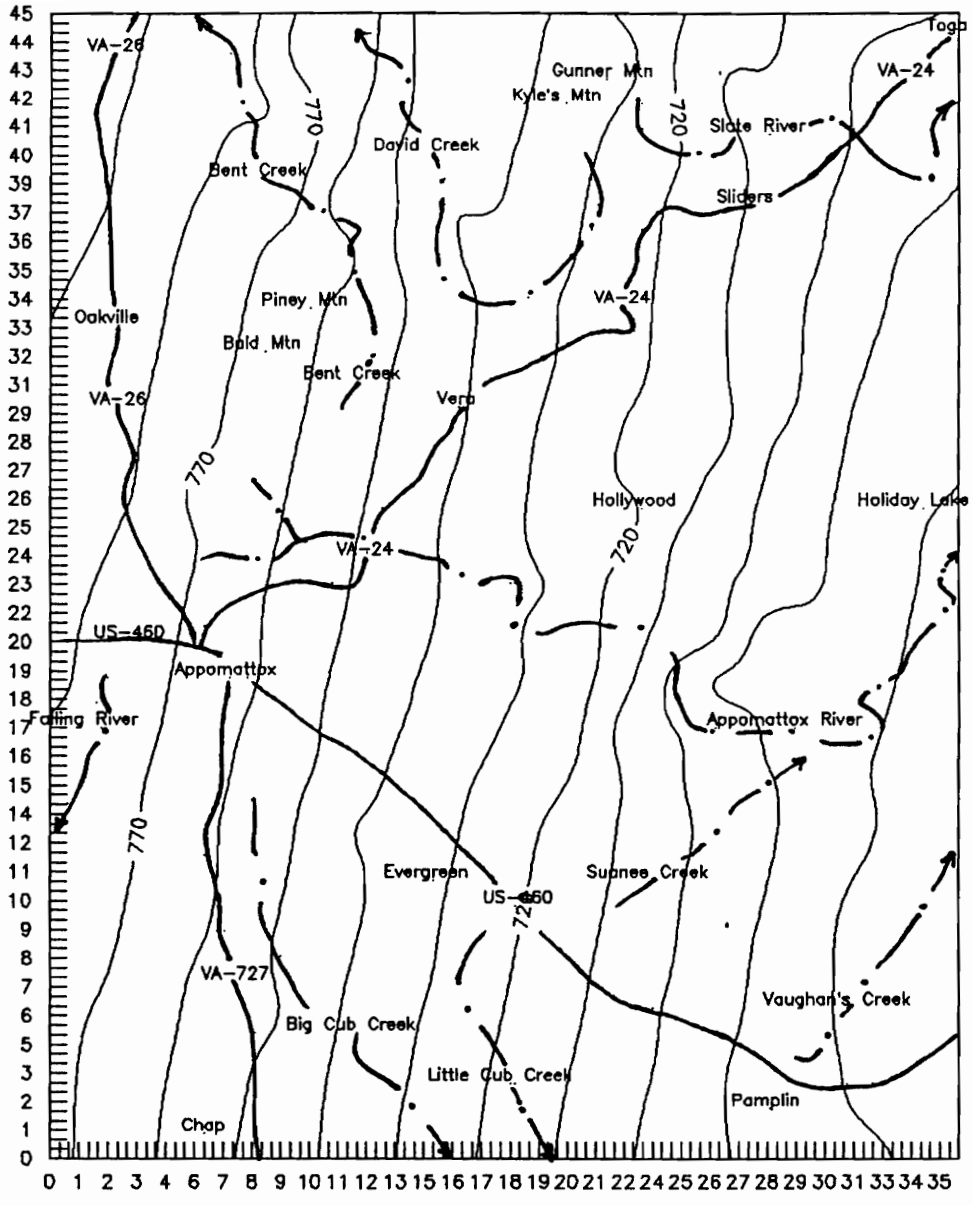 45
Toga
44
VA-26
43
Gunner Mtn
VA-24
42
Kyle's Mtn
770
720
41
Slate River
40
David Creek
39
Bent Creek
37
Sliders
36
35
34
Piney Mtn
VA-24
33
Oakville
32
Bald Mtn
31
Bent Creek
VA-26
Vera
29
28
27
770
26
Hollywood
Holiday Lake
25
24
VA-24
720
23
22
20
US-460
19
Appomattox
18
17
Falling River
Appomattox River
16
15
14
770
12
11
Evergreen
Suanee Creek
10
US-460
9
8
7
VA-727
Vaughan's Creek
6
Big Cub Creek
5
3
Little Cub Creek
2
Pamplin
1
Chap
0
0 1 2 3 4 5 6 8 9 10 11 12 13 14 16 17 18 19 20 21 22 24 25 26 27 28 29 30 31 33 34 35